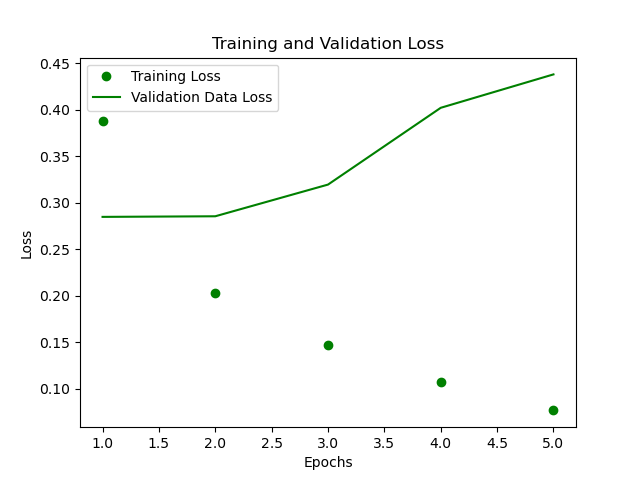 Training and Validation Loss
Training Loss
Validation Data Loss
Loss
0.45
0.40
0.35
0.30
0.25
0.20
0.15
0.10
1.0 1.5 2.0 2.5 3.0 3.5 4.0 4.5 5.0
Epochs